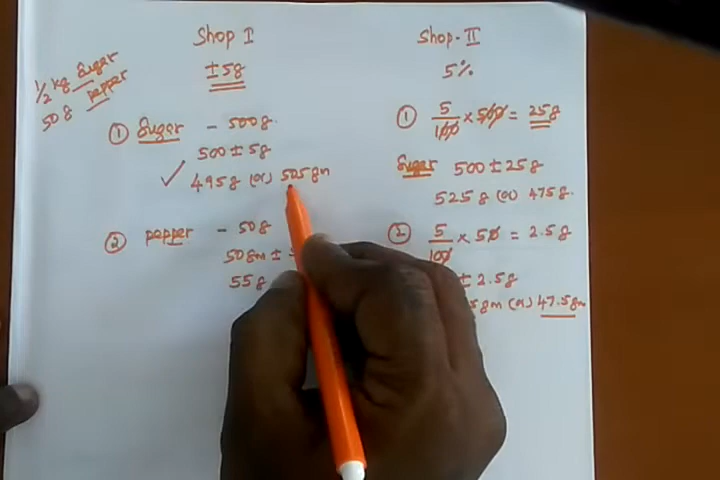 1/2 kg Sugar
50g pepper
Shop I
±5g
① Sugar - 500g.
500 ± 5g
✓ 495g (or) 505gm
② pepper - 50g
50gm ±
55g
Shop-II
5%
① 5/100 × 500 = 25g
Sugar 500 ± 25g
525g (or) 475g.
② 5/100 × 50 = 2.5g
± 2.5g
5gm (or) 47.5gm